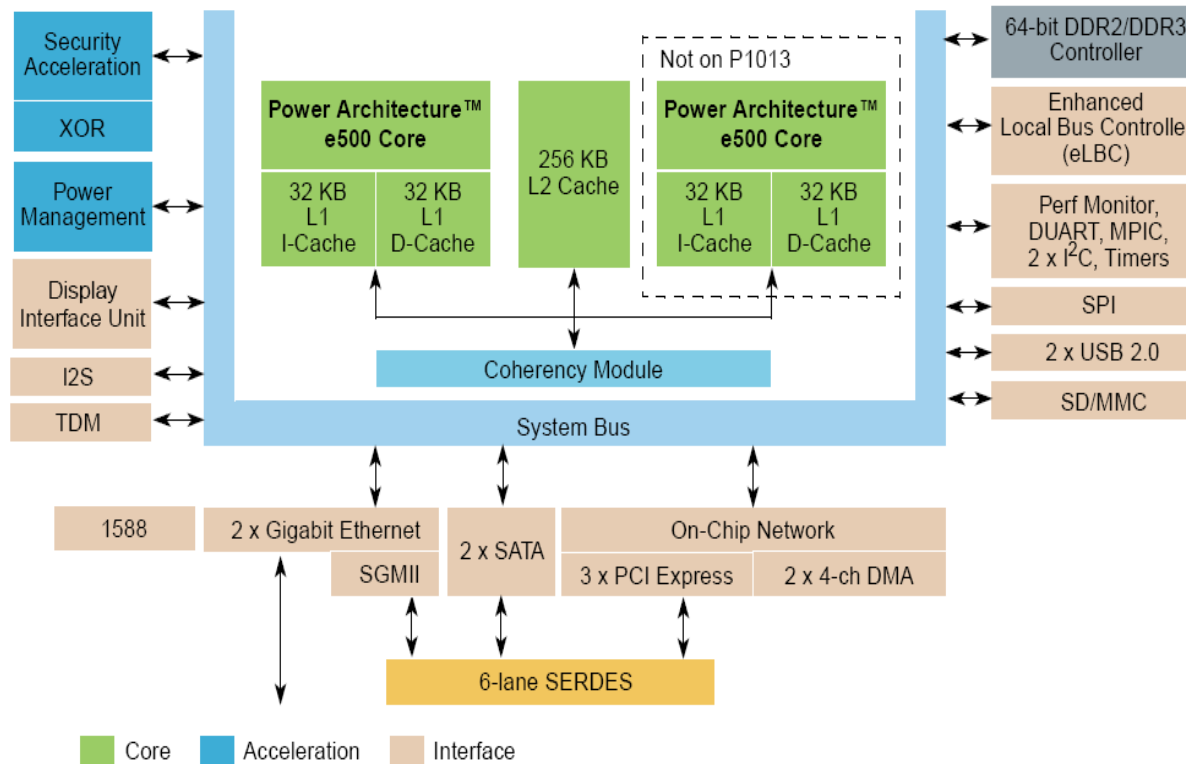 Security
Acceleration
XOR
Power
Management
Display
Interface Unit
I2S
TDM
Not on P1013
Power Architecture™
e500 Core
32 KB
L1
I-Cache
32 KB
L1
D-Cache
256 KB
L2 Cache
Power Architecture™
e500 Core
32 KB
L1
I-Cache
32 KB
L1
D-Cache
Coherency Module
System Bus
64-bit DDR2/DDR3
Controller
Enhanced
Local Bus Controlle
(eLBC)
Perf Monitor,
DUART, MPIC,
2 x I²C, Timers
SPI
2 x USB 2.0
SD/MMC
1588
2 x Gigabit Ethernet
SGMII
2 x SATA
On-Chip Network
3 x PCI Express
2 x 4-ch DMA
6-lane SERDES
Core
Acceleration
Interface